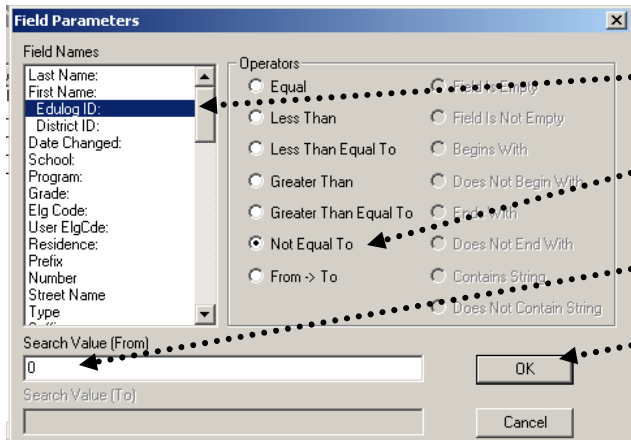 Field Parameters
Field Names
Last Name:
First Name:
Edulog ID:
District ID:
Date Changed:
School:
Program:
Grade:
Elg Code:
User ElgCde:
Residence:
Prefix
Number
Street Name
Type
Operators
Equal
Less Than
Less Than Equal To
Greater Than
Greater Than Equal To
Not Equal To
From -> To
Field Is Empty
Field Is Not Empty
Begins With
Does Not Begin With
Ends With
Does Not End With
Contains String
Does Not Contain String
Search Value (From)
0
OK
Search Value (To)
Cancel